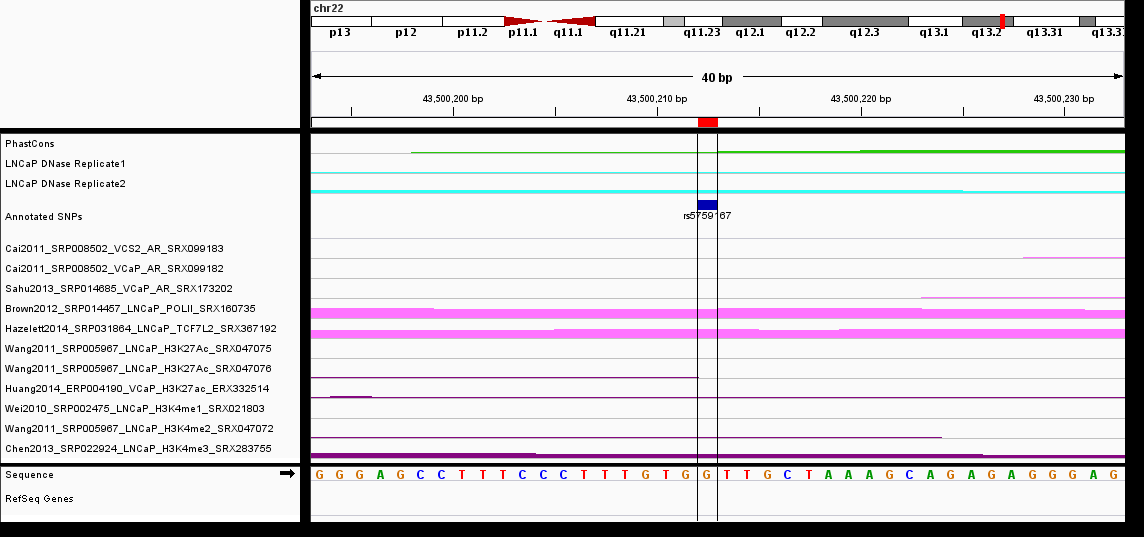 chr22
p13 p12 p11.2 p11.1 q11.1 q11.21 q11.23 q12.1 q12.2 q12.3 q13.1 q13.2 q13.31
40 bp
43,500,200 bp 43,500,210 bp 43,500,220 bp 43,500,230 bp
PhastCons
LNCaP DNase Replicate1
LNCaP DNase Replicate2
Annotated SNPs rs5759167
Cai2011_SRP008502_VCS2_AR_SRX099183
Cai2011_SRP008502_VCaP_AR_SRX099182
Sahu2013_SRP014685_VCaP_AR_SRX173202
Brown2012_SRP014457_LNCaP_POLII_SRX160735
Hazelett2014_SRP031864_LNCaP_TCF7L2_SRX367192
Wang2011_SRP005967_LNCaP_H3K27Ac_SRX047075
Wang2011_SRP005967_LNCaP_H3K27Ac_SRX047076
Huang2014_ERP004190_VCaP_H3K27ac_ERX332514
Wei2010_SRP002475_LNCaP_H3K4me1_SRX021803
Wang2011_SRP005967_LNCaP_H3K4me2_SRX047072
Chen2013_SRP022924_LNCaP_H3K4me3_SRX283755
Sequence G G G A G C C T T T C C C T T T G T G G T T G C T A A A G C A G A G A G G G A G
RefSeq Genes